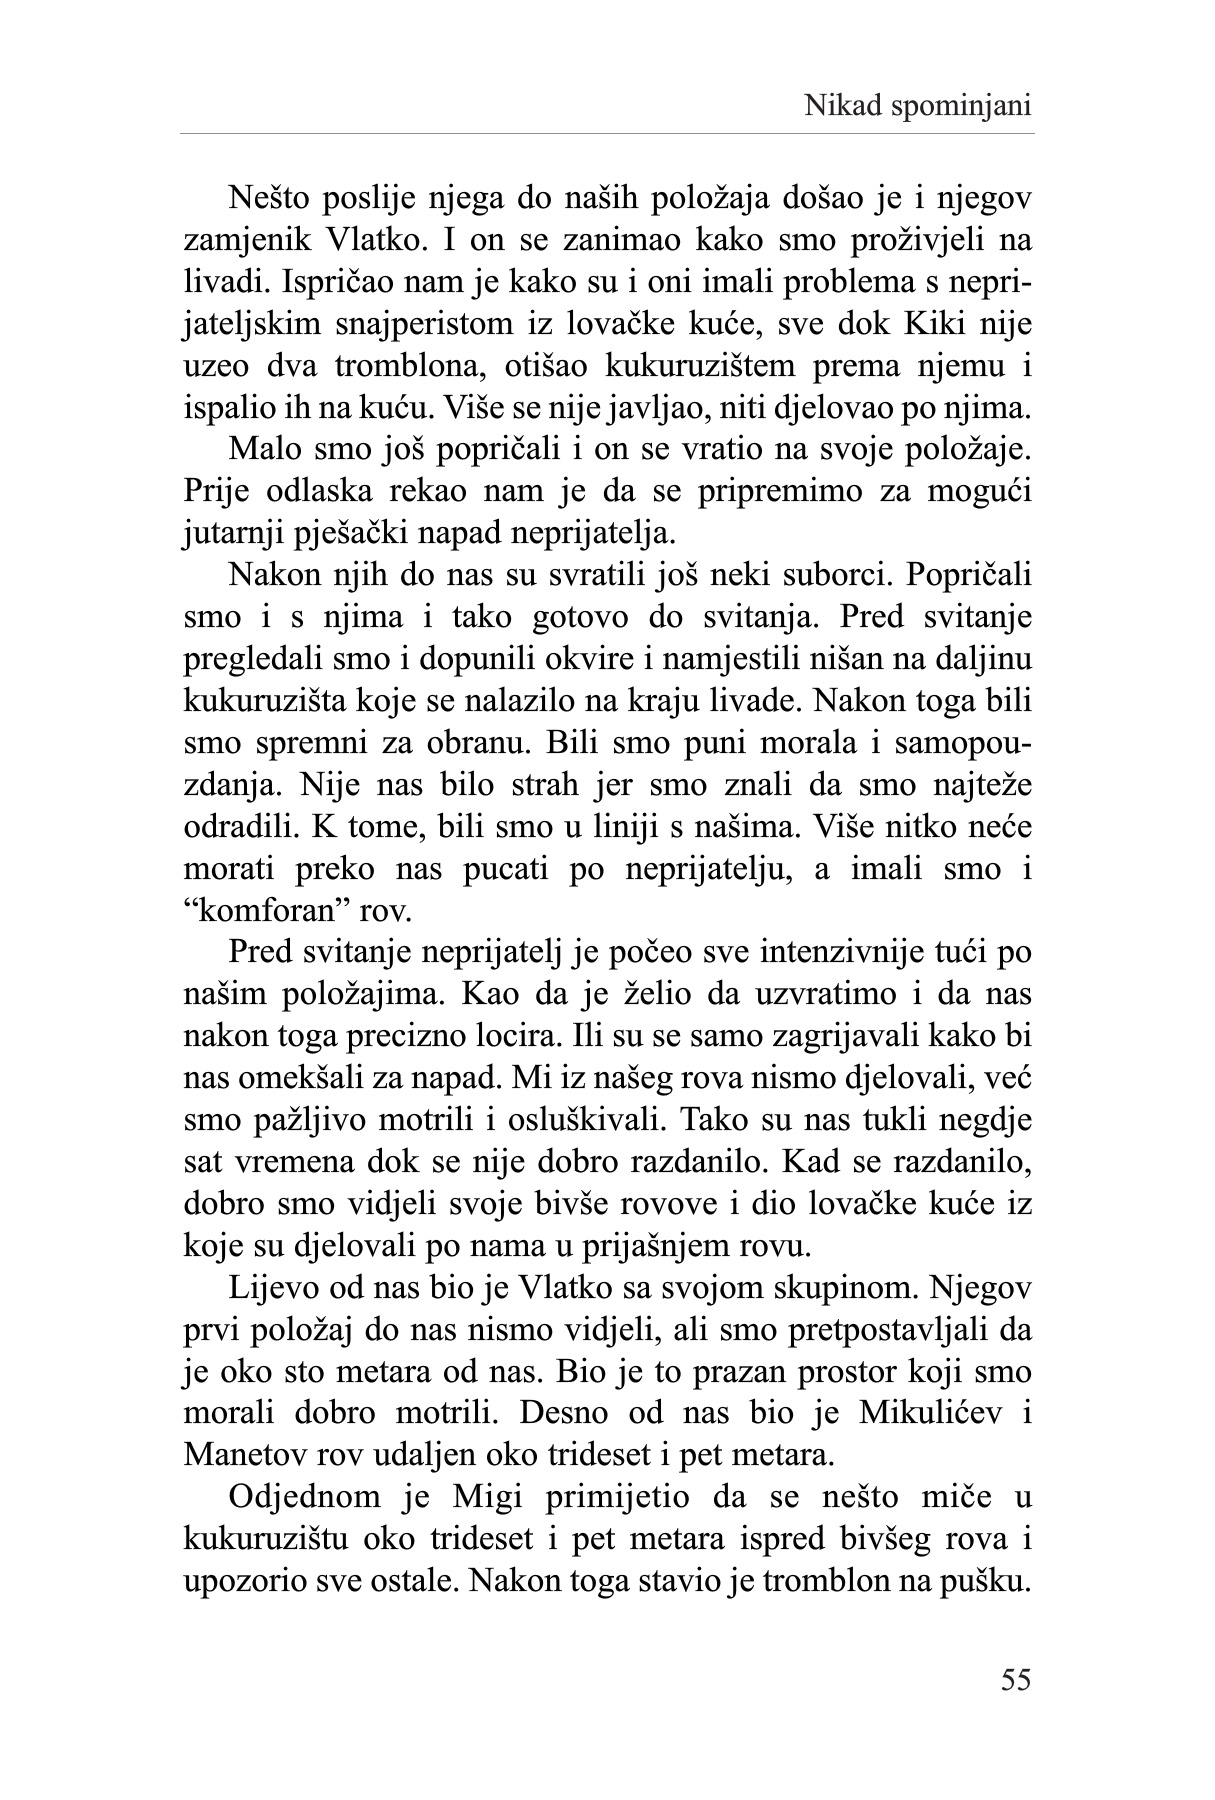 Nikad spominjani
Nešto poslije njega do naših položaja došao je i njegov
zamjenik Vlatko. I on se zanimao kako smo proživjeli na
livadi. Ispričao nam je kako su i oni imali problema s nepri-
jateljskim snajperistom iz lovačke kuće, sve dok Kiki nije
uzeo dva tromblona, otišao kukuruzištem prema njemu i
ispalio ih na kuću. Više se nije javljao, niti djelovao po njima.
Malo smo još popričali i on se vratio na svoje položaje.
Prije odlaska rekao nam je da se pripremimo za mogući
jutarnji pješački napad neprijatelja.
Nakon njih do nas su svratili još neki suborci. Popričali
smo i s njima i tako gotovo do svitanja. Pred svitanje
pregledali smo i dopunili okvire i namjestili nišan na daljinu
kukuruzišta koje se nalazilo na kraju livade. Nakon toga bili
smo spremni za obranu. Bili smo puni morala i samopou-
zdanja. Nije nas bilo strah jer smo znali da smo najteže
odradili. K tome, bili smo u liniji s našima. Više nitko neće
morati preko nas pucati po neprijatelju, a imali smo i
“komforan” rov.
Pred svitanje neprijatelj je počeo sve intenzivnije tući po
našim položajima. Kao da je želio da uzvratimo i da nas
nakon toga precizno locira. Ili su se samo zagrijavali kako bi
nas omekšali za napad. Mi iz našeg rova nismo djelovali, već
smo pažljivo motrili i osluškivali. Tako su nas tukli negdje
sat vremena dok se nije dobro razdanilo. Kad se razdanilo,
dobro smo vidjeli svoje bivše rovove i dio lovačke kuće iz
koje su djelovali po nama u prijašnjem rovu.
Lijevo od nas bio je Vlatko sa svojom skupinom. Njegov
prvi položaj do nas nismo vidjeli, ali smo pretpostavljali da
je oko sto metara od nas. Bio je to prazan prostor koji smo
morali dobro motrili. Desno od nas bio je Mikulićev i
Manetov rov udaljen oko trideset i pet metara.
Odjednom je Migi primijetio da se nešto miče u
kukuruzištu oko trideset i pet metara ispred bivšeg rova i
upozorio sve ostale. Nakon toga stavio je tromblon na pušku.
55